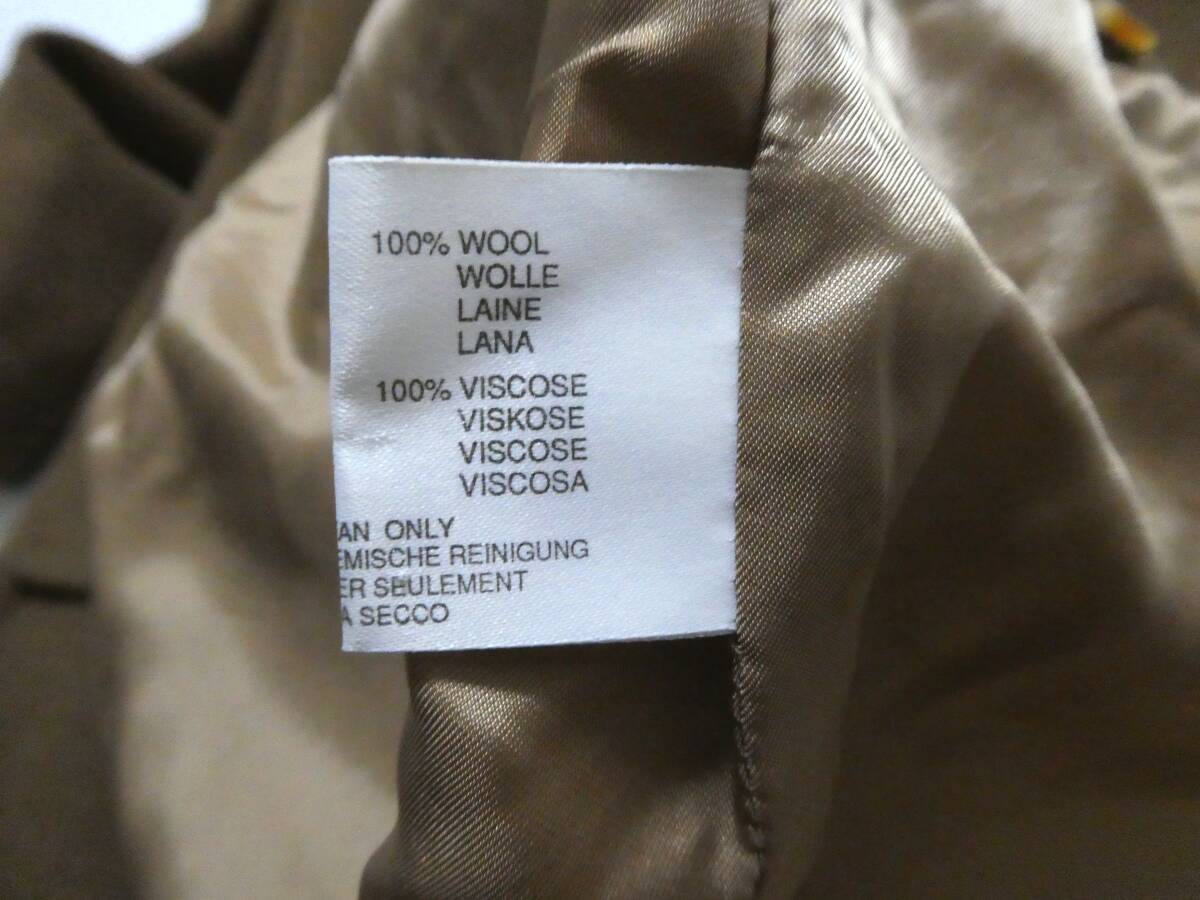 100% WOOL
WOLLE
LAINE
LANA
100% VISCOSE
VISKOSE
VISCOSE
VISCOSA
AN ONLY
EMISCHE REINIGUNG
ER SEULEMENT
A SECCO